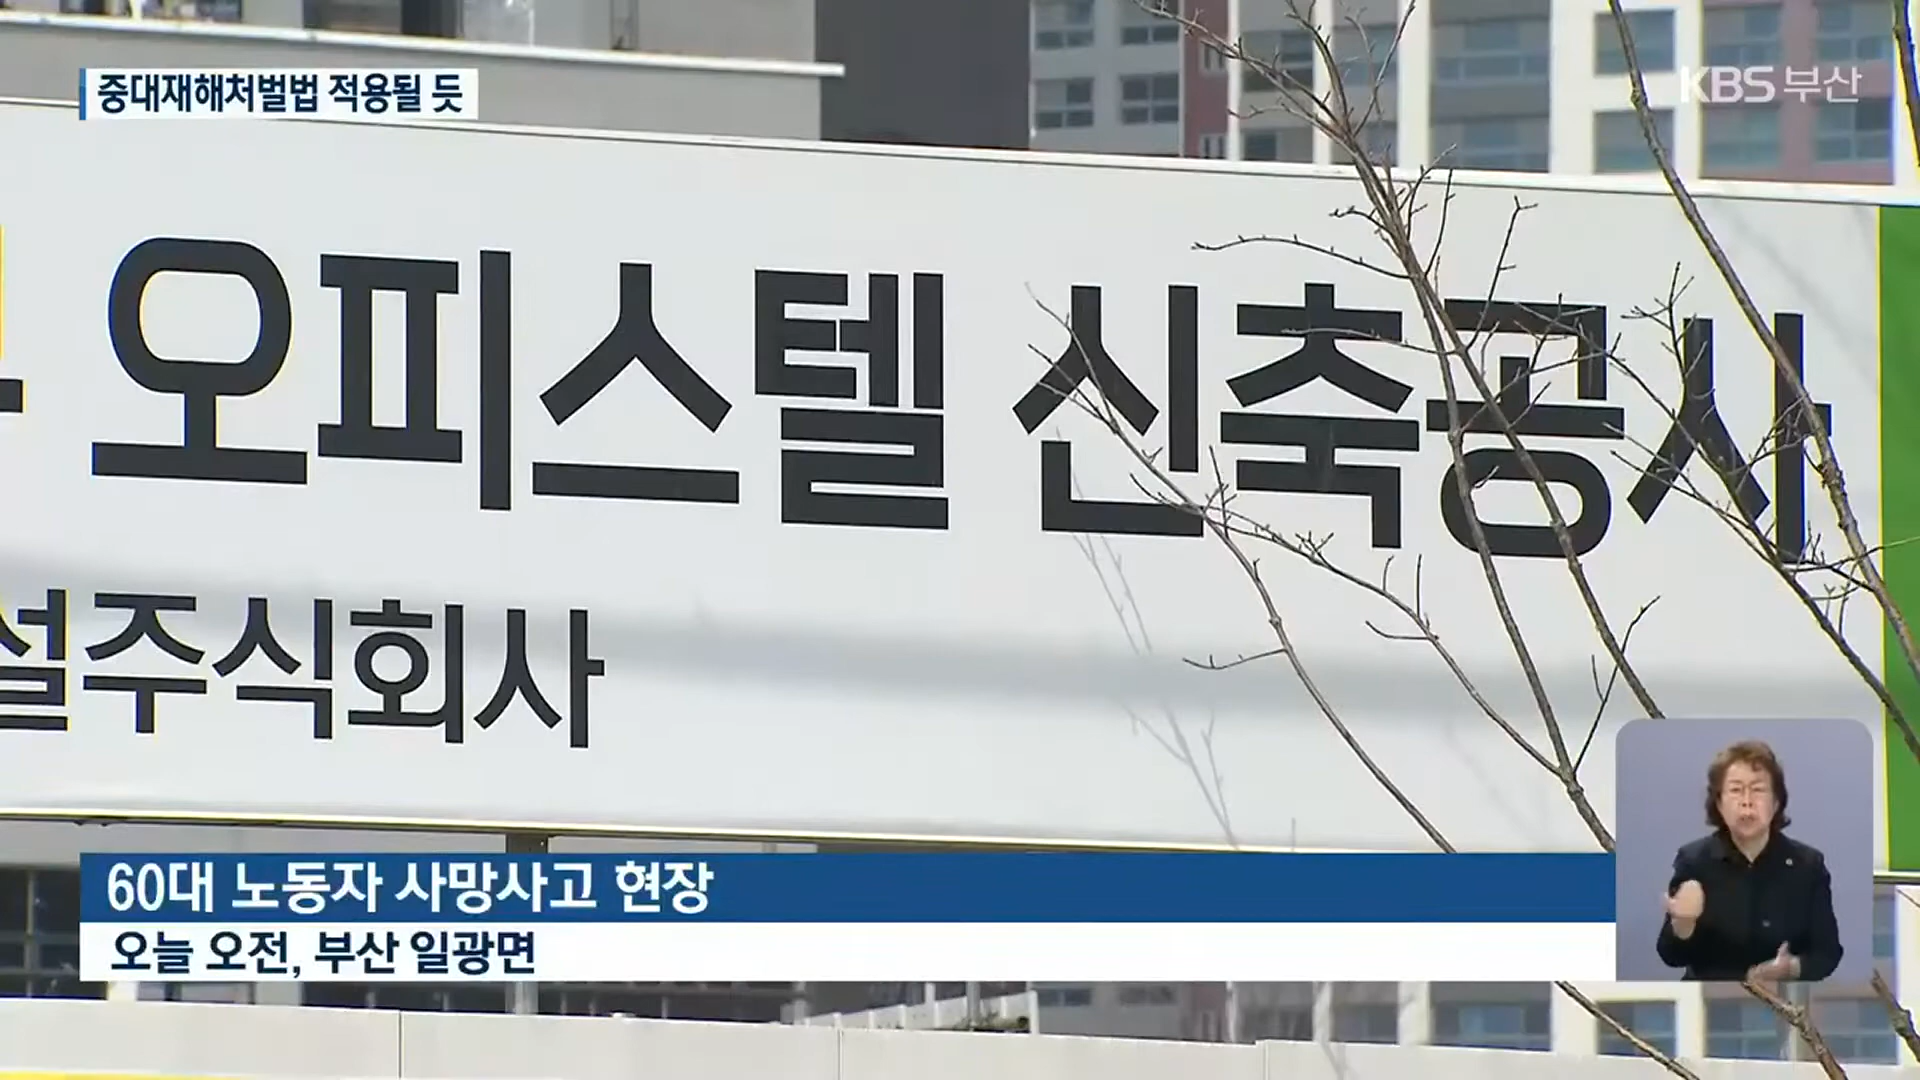 중대재해처벌법 적용될 듯
KBS 부산
오피스텔 신축공사
설주식회사
60대 노동자 사망사고 현장
오늘 오전, 부산 일광면